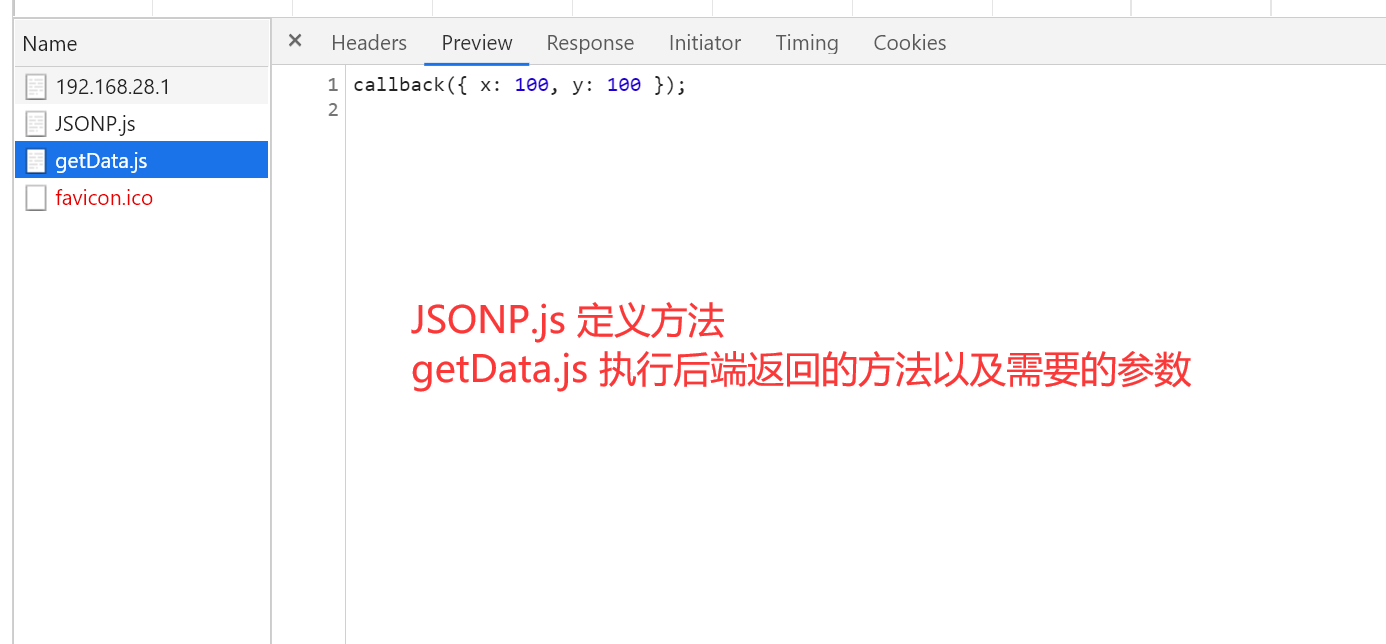 Name
Headers Preview Response Initiator Timing Cookies
192.168.28.1
JSONP.js
getData.js
favicon.ico
1 callback({ x: 100, y: 100 });
2
JSONP.js 定义方法
getData.js 执行后端返回的方法以及需要的参数